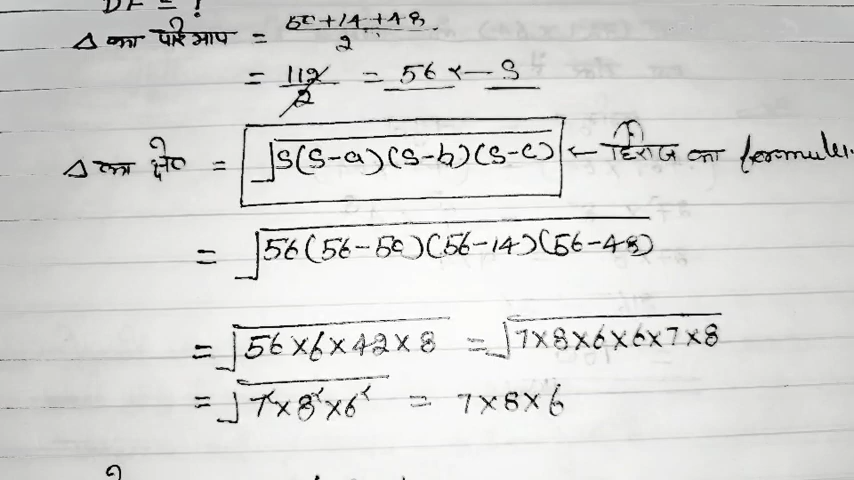 DF = ?
△ का परिमाप = 50+14+48/2
= 112/2 = 56 ← S
△ का क्षेत्र = √S(S-a)(S-b)(S-c) ← का formula
= √56(56-50)(56-14)(56-48)
= √56×6×42×8 = √7×8×6×6×7×8
= √7²×8²×6² = 7×8×6